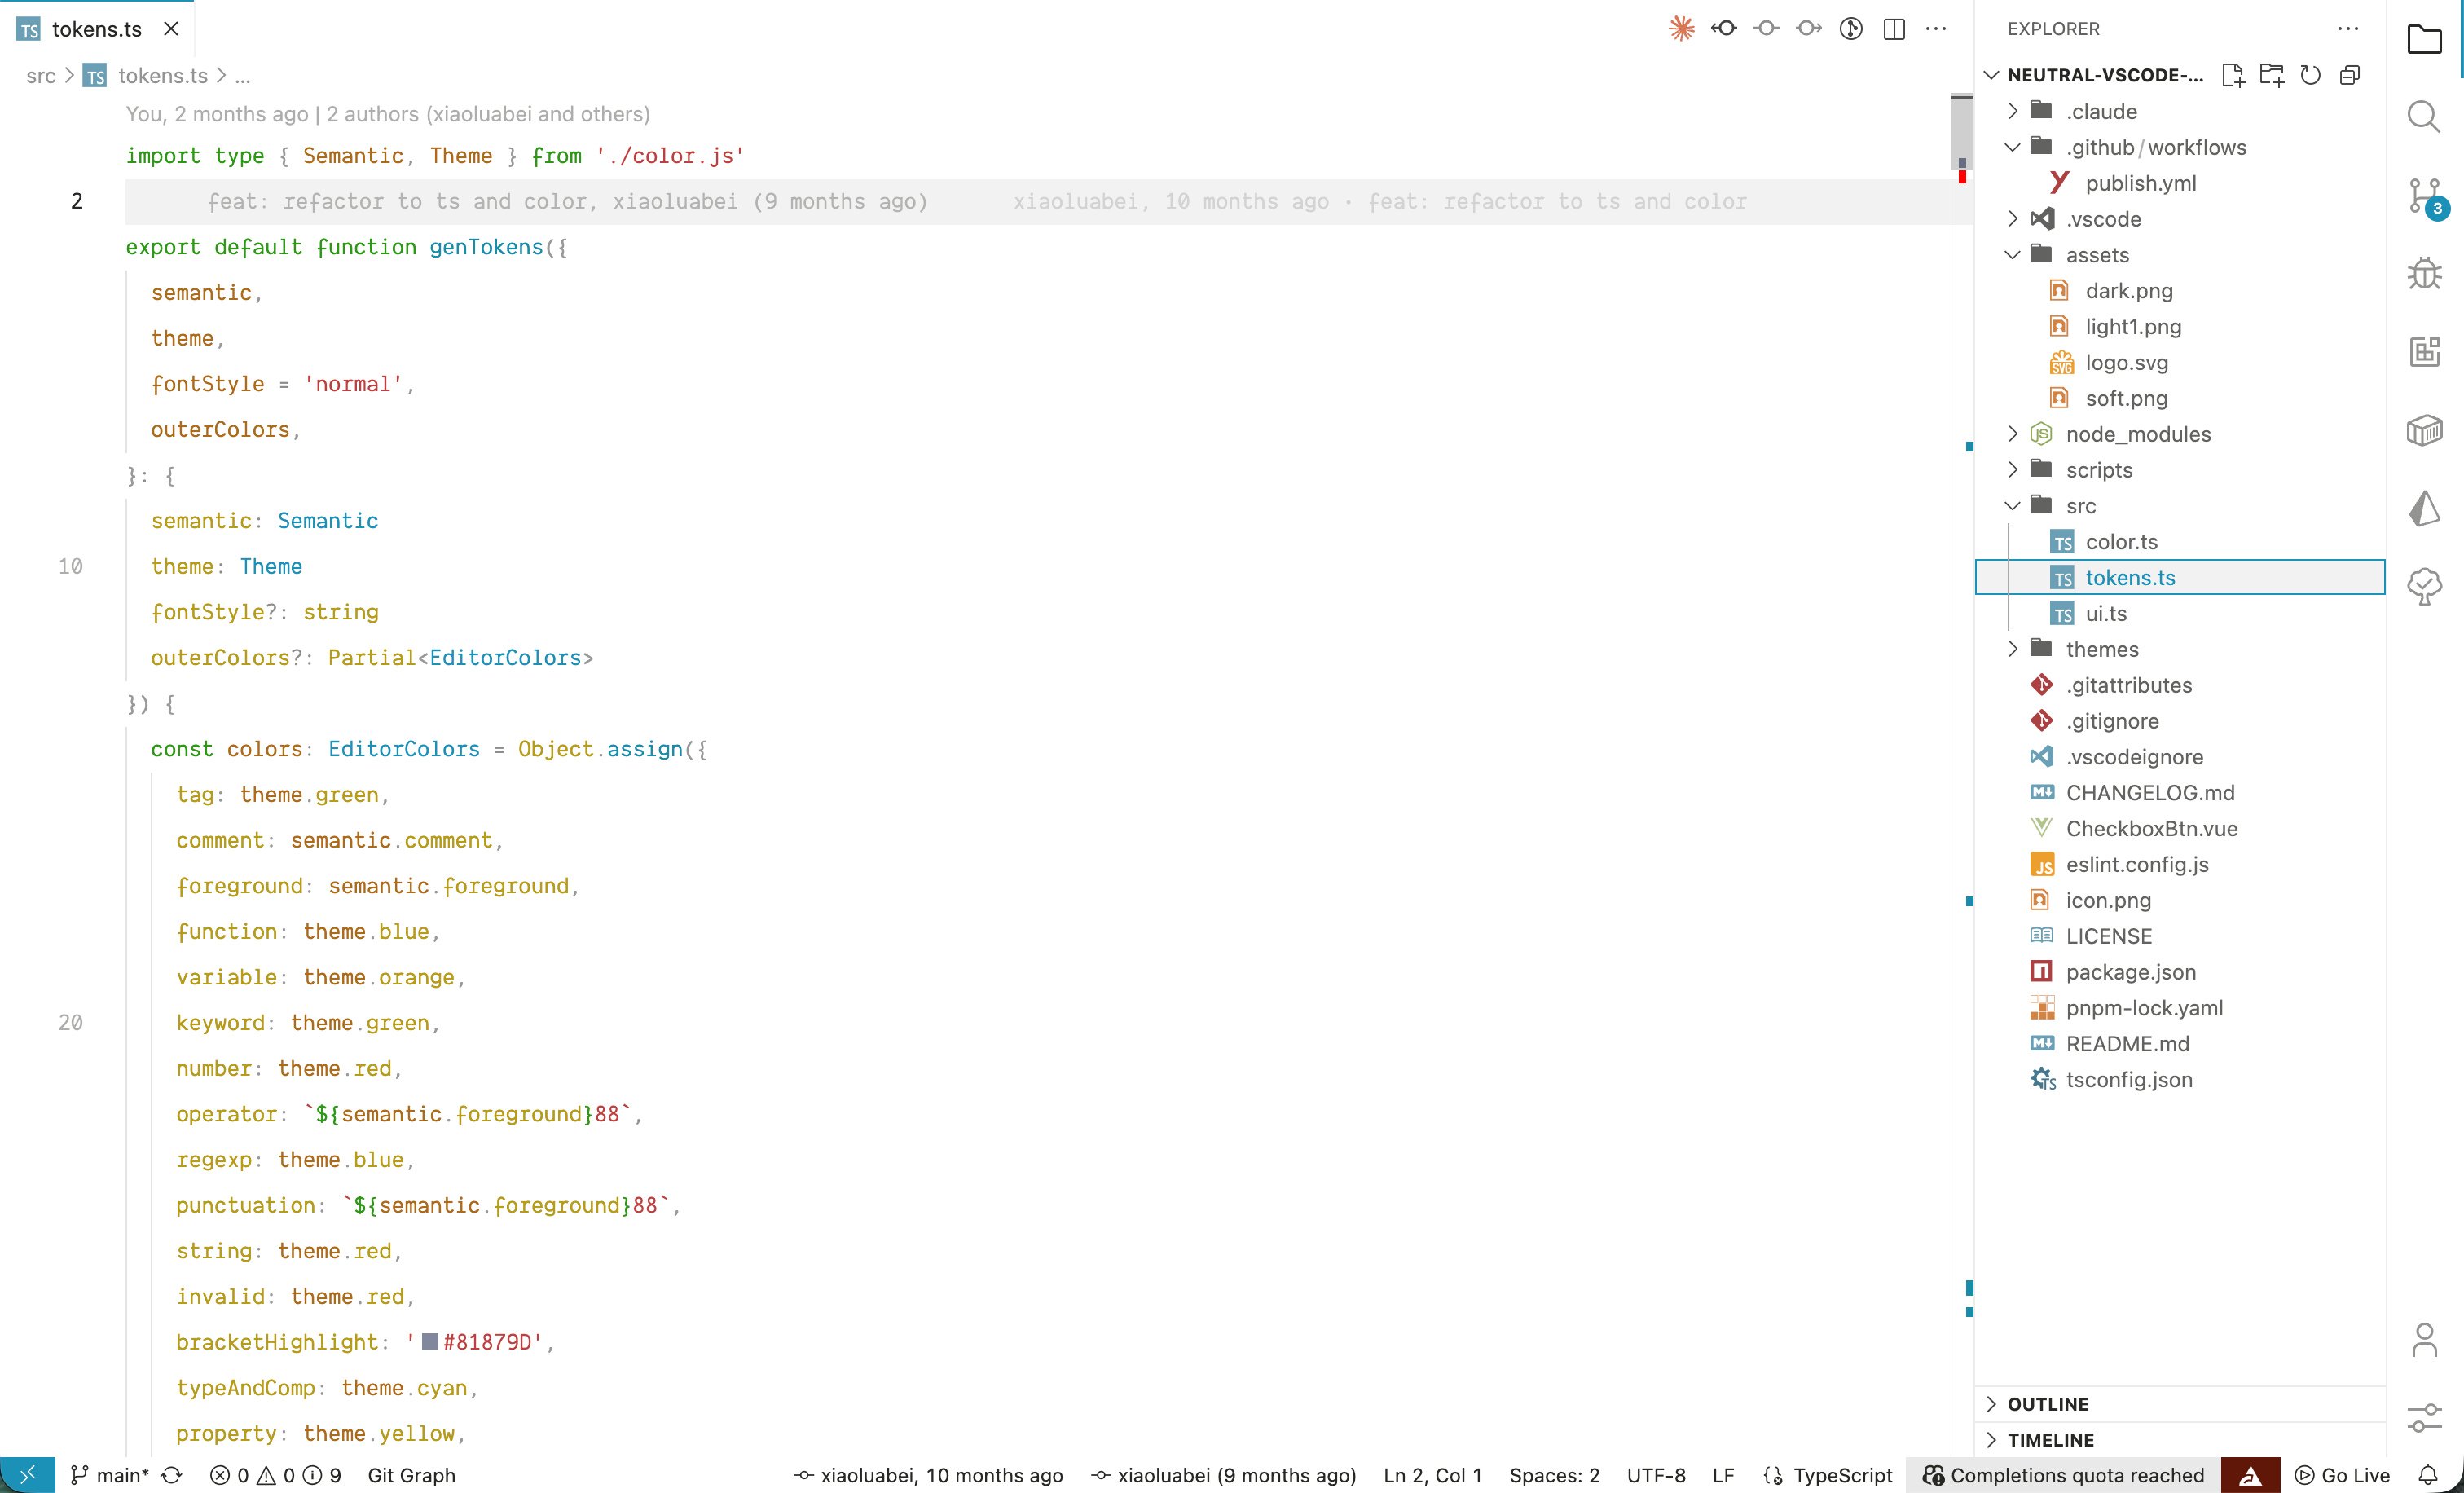 tokens.ts
src > tokens.ts > ...
You, 2 months ago | 2 authors (xiaoluabei and others)
import type { Semantic, Theme } from './color.js'
2 feat: refactor to ts and color, xiaoluabei (9 months ago) xiaoluabei, 10 months ago · feat: refactor to ts and color
export default function genTokens({
semantic,
theme,
fontStyle = 'normal',
outerColors,
}: {
semantic: Semantic
10 theme: Theme
fontStyle?: string
outerColors?: Partial<EditorColors>
}) {
const colors: EditorColors = Object.assign({
tag: theme.green,
comment: semantic.comment,
foreground: semantic.foreground,
function: theme.blue,
variable: theme.orange,
20 keyword: theme.green,
number: theme.red,
operator: `${semantic.foreground}88`,
regexp: theme.blue,
punctuation: `${semantic.foreground}88`,
string: theme.red,
invalid: theme.red,
bracketHighlight: '#81879D',
typeAndComp: theme.cyan,
property: theme.yellow,
EXPLORER
NEUTRAL-VSCODE-...
.claude
.github/workflows
publish.yml
.vscode
assets
dark.png
light1.png
logo.svg
soft.png
node_modules
scripts
src
color.ts
tokens.ts
ui.ts
themes
.gitattributes
.gitignore
.vscodeignore
CHANGELOG.md
CheckboxBtn.vue
eslint.config.js
icon.png
LICENSE
package.json
pnpm-lock.yaml
README.md
tsconfig.json
OUTLINE
TIMELINE
3
main* 0 0 9 Git Graph xiaoluabei, 10 months ago xiaoluabei (9 months ago) Ln 2, Col 1 Spaces: 2 UTF-8 LF TypeScript Completions quota reached Go Live